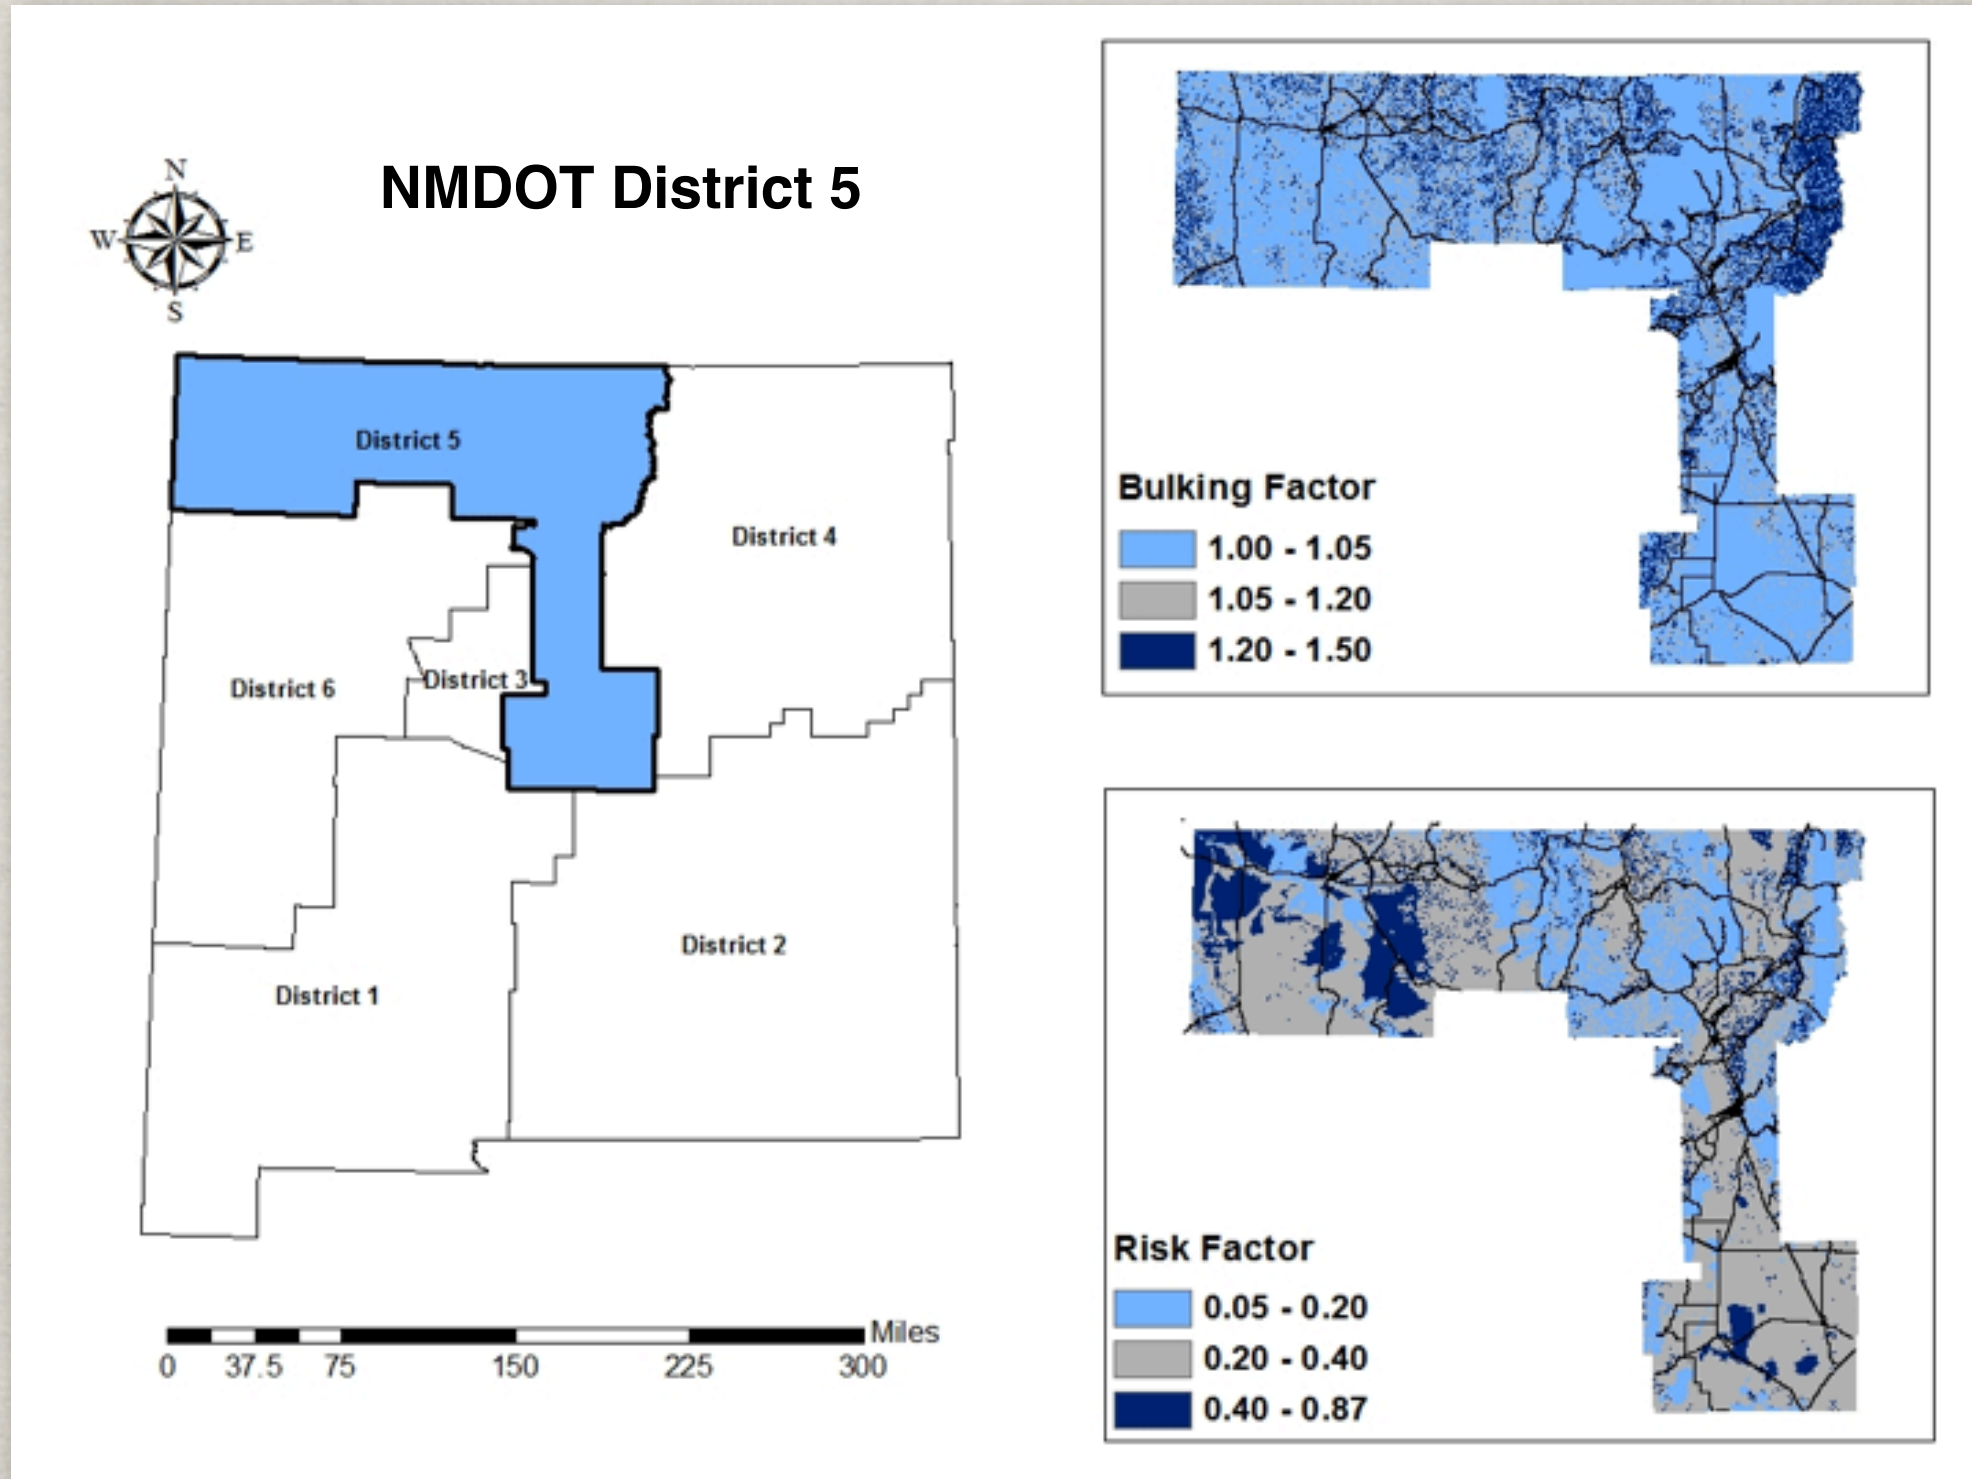 NMDOT District 5
N
W E
S
District 5
District 4
District 6
District 3
District 2
District 1
Miles
0 37.5 75 150 225 300
Bulking Factor
1.00 - 1.05
1.05 - 1.20
1.20 - 1.50
Risk Factor
0.05 - 0.20
0.20 - 0.40
0.40 - 0.87